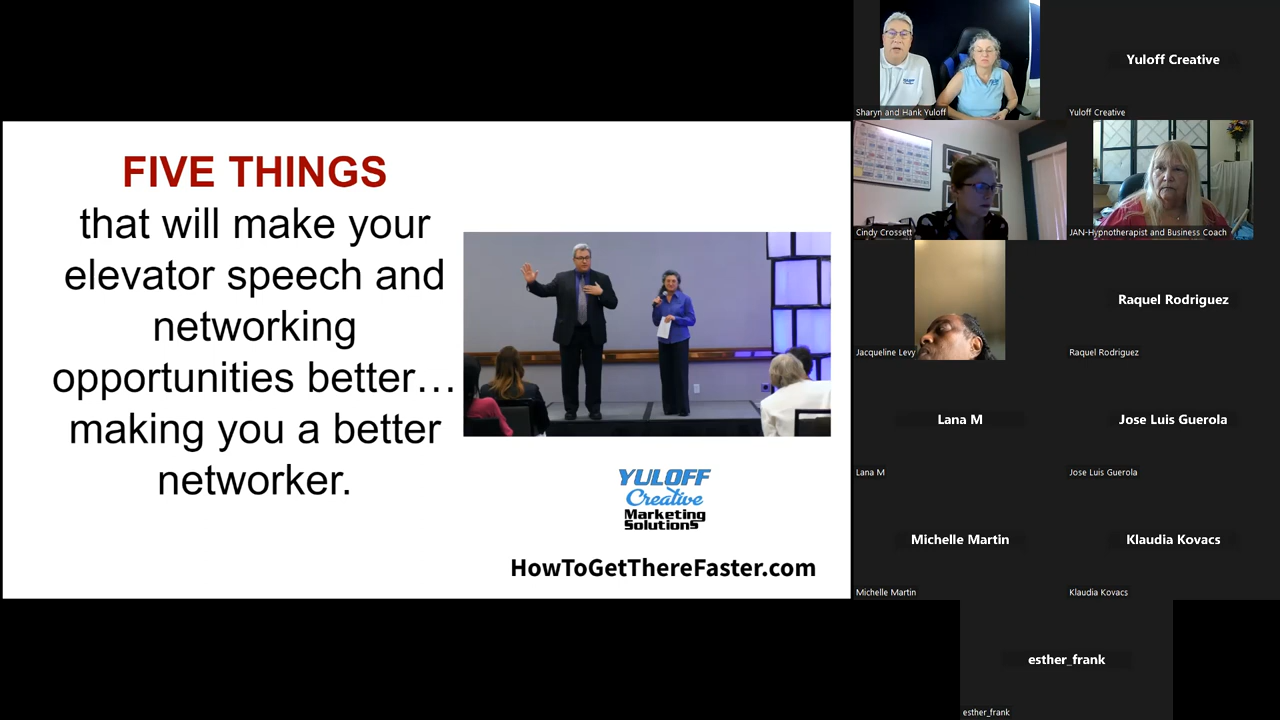 FIVE THINGS
that will make your
elevator speech and
networking
opportunities better…
making you a better
networker.
YULOFF
Creative
Marketing
Solutions
HowToGetThereFaster.com
Sharyn and Hank Yuloff
Yuloff Creative
Yuloff Creative
Cindy Crossett
JAN-Hypnotherapist and Business Coach
Jacqueline Levy
Raquel Rodriguez
Raquel Rodriguez
Lana M
Lana M
Jose Luis Guerola
Jose Luis Guerola
Michelle Martin
Michelle Martin
Klaudia Kovacs
Klaudia Kovacs
esther_frank
esther_frank